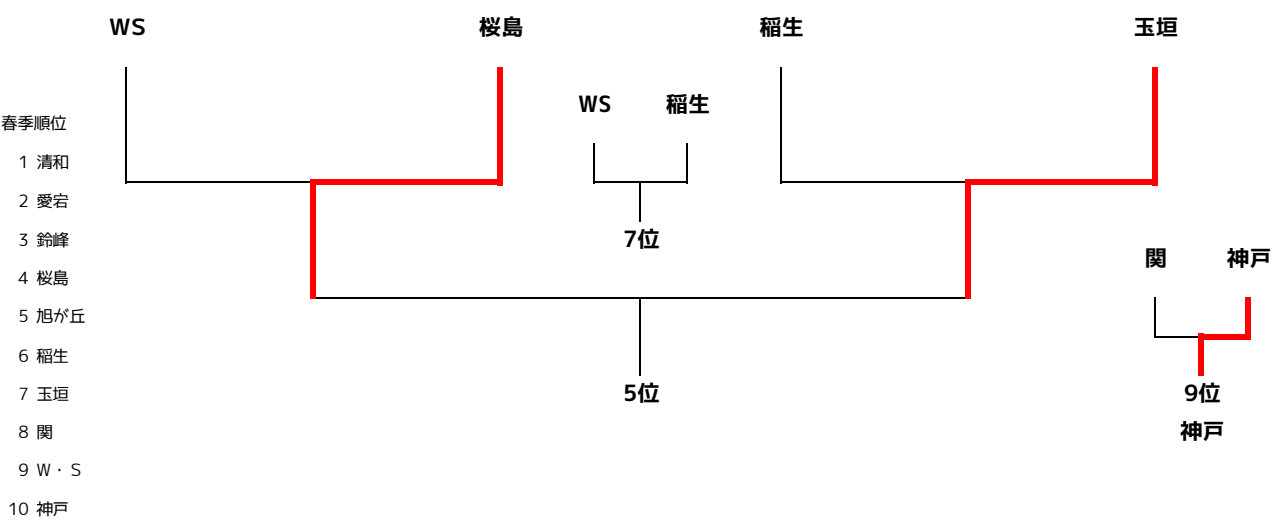 WS 桜島 稲生 玉垣
WS 稲生
春季順位
1 清和
2 愛宕
3 鈴峰
4 桜島
5 旭が丘
6 稲生
7 玉垣
8 関
9 W・S
10 神戸
7位
5位
関 神戸
9位
神戸